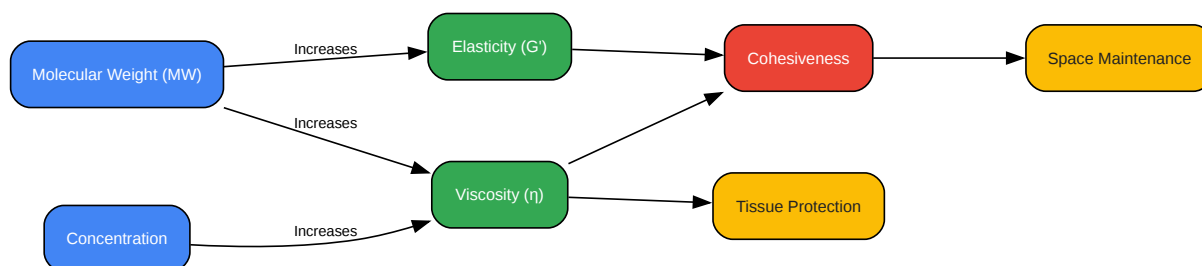 Molecular Weight (MW)
Increases
Elasticity (G')
Cohesiveness
Space Maintenance
Increases
Viscosity (η)
Tissue Protection
Concentration
Increases